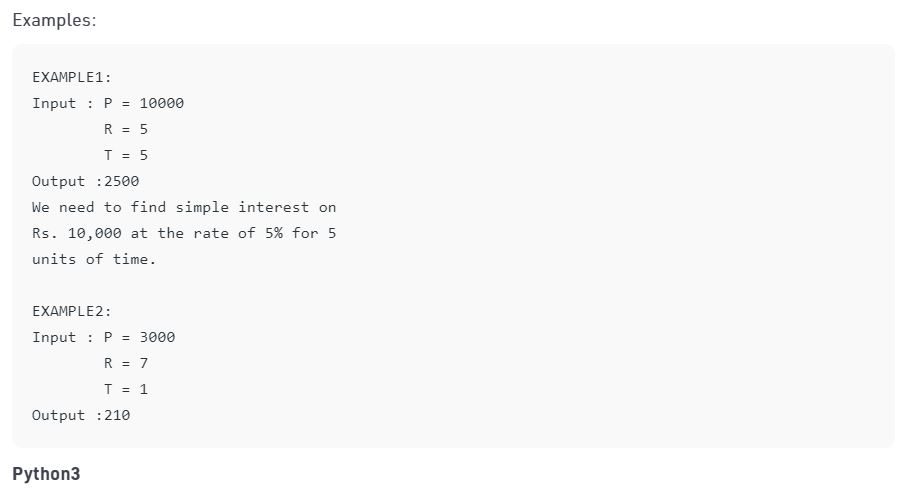 Examples:
EXAMPLE1:
Input : P = 10000
R = 5
T = 5
Output :2500
We need to find simple interest on
Rs. 10,000 at the rate of 5% for 5
units of time.
EXAMPLE2:
Input : P = 3000
R = 7
T = 1
Output :210
Python3